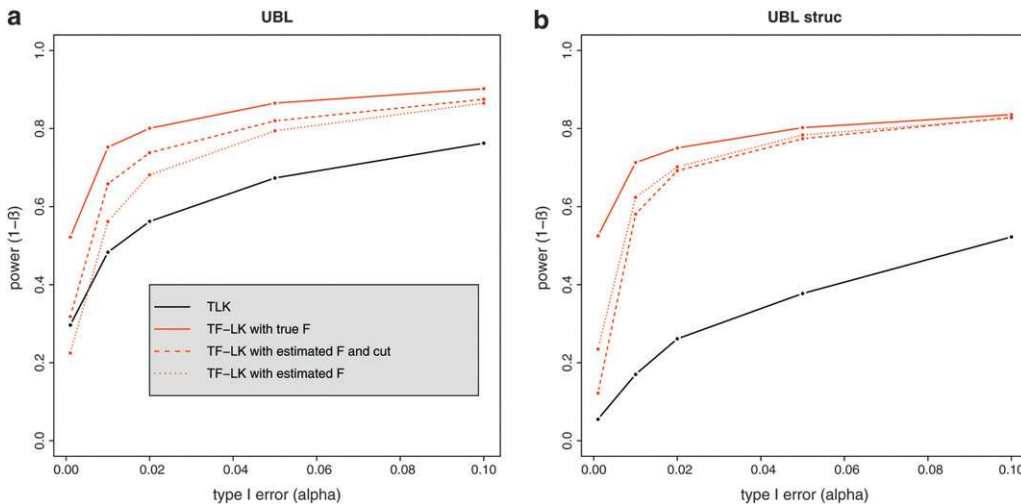 a
UBL
power (1−ß)
1.0
0.8
0.6
0.4
0.2
0.0
TLK
TF−LK with true F
TF−LK with estimated F and cut
TF−LK with estimated F
0.00 0.02 0.04 0.06 0.08 0.10
type I error (alpha)
b
UBL struc
power (1−ß)
1.0
0.8
0.6
0.4
0.2
0.0
0.00 0.02 0.04 0.06 0.08 0.10
type I error (alpha)